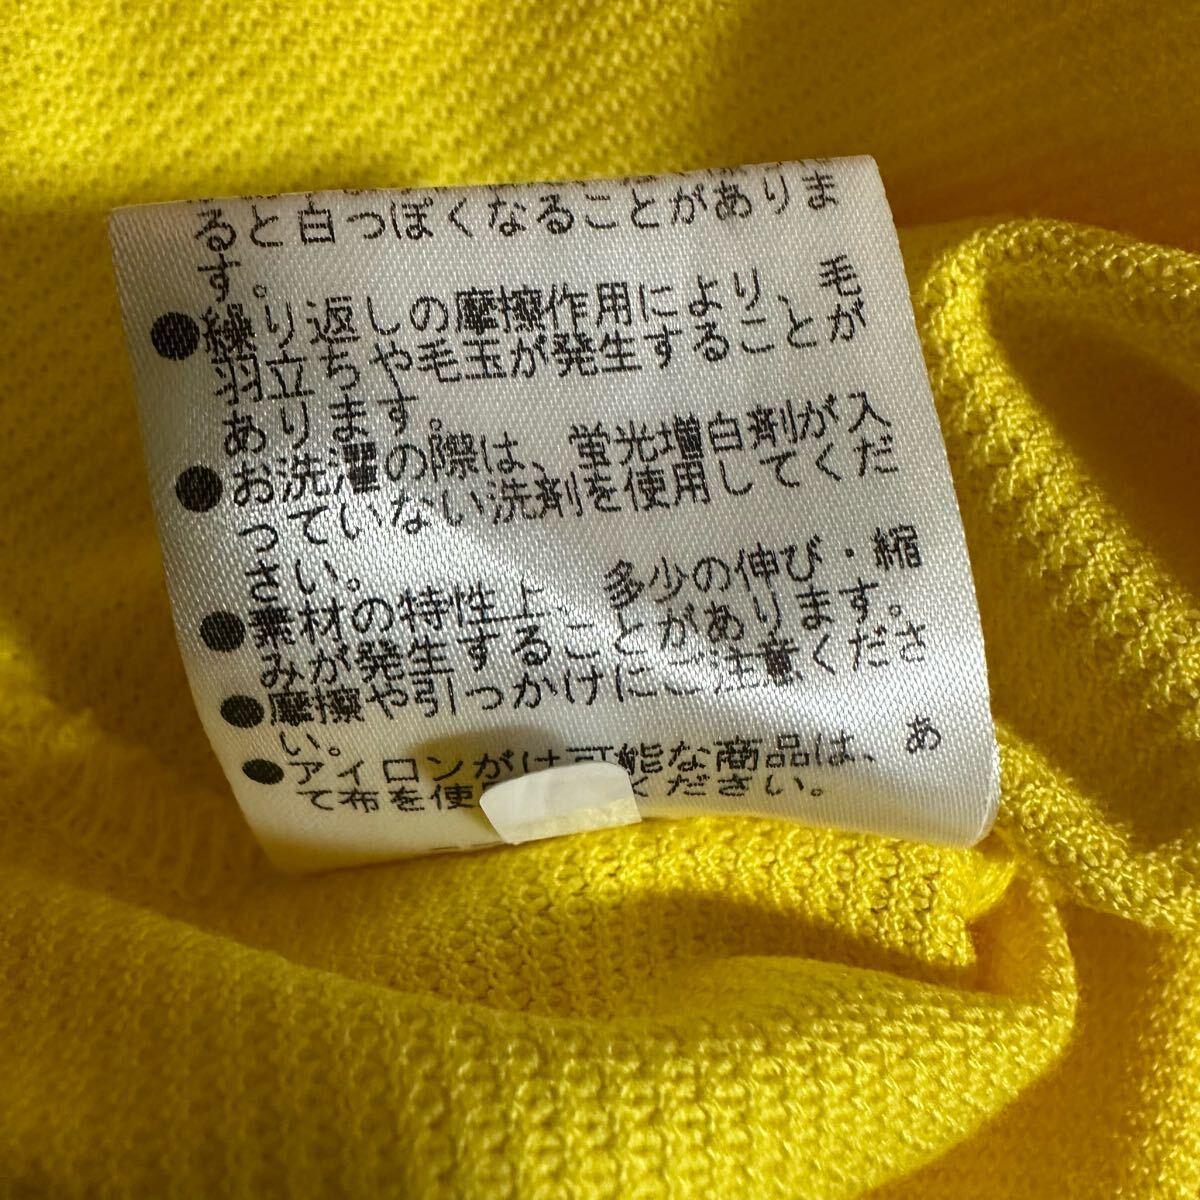 ると白っぽくなることがありま
す。
●繰り返しの摩擦作用により、毛
羽立ちや毛玉が発生することが
あります。
●お洗濯の際は、蛍光増白剤が入
っていない洗剤を使用してくだ
さい。
●素材の特性上、多少の伸び・縮
みが発生することがあります。
●摩擦や引っかけにご注意くださ
い。
●アイロンがけ可能な商品は、あ
て布を使 ください。